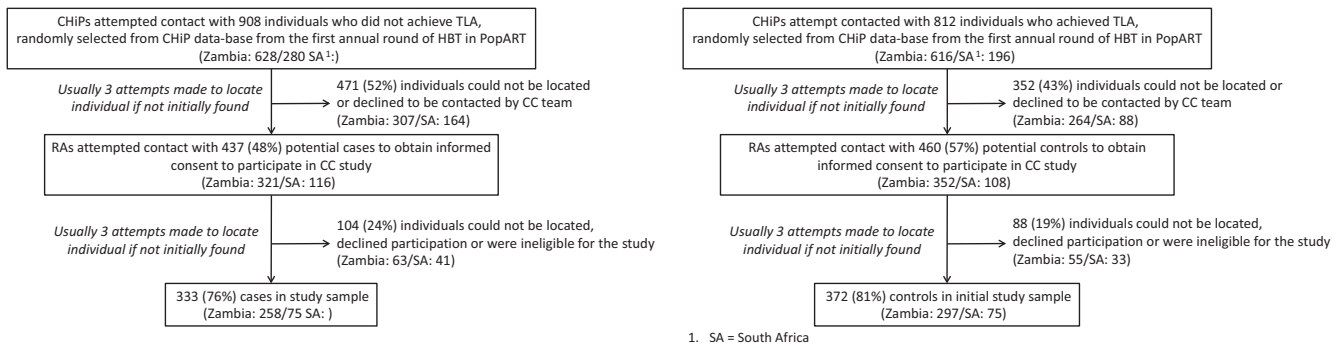 CHiPs attempted contact with 908 individuals who did not achieve TLA,
randomly selected from CHiP data-base from the first annual round of HBT in PopART
(Zambia: 628/280 SA¹:)
Usually 3 attempts made to locate
individual if not initially found
471 (52%) individuals could not be located
or declined to be contacted by CC team
(Zambia: 307/SA: 164)
RAs attempted contact with 437 (48%) potential cases to obtain informed
consent to participate in CC study
(Zambia: 321/SA: 116)
Usually 3 attempts made to locate
individual if not initially found
104 (24%) individuals could not be located,
declined participation or were ineligible for the study
(Zambia: 63/SA: 41)
333 (76%) cases in study sample
(Zambia: 258/75 SA: )
CHiPs attempt contacted with 812 individuals who achieved TLA,
randomly selected from CHiP data-base from the first annual round of HBT in PopART
(Zambia: 616/SA¹: 196)
Usually 3 attempts made to locate
individual if not initially found
352 (43%) individuals could not be located or
declined to be contacted by CC team
(Zambia: 264/SA: 88)
RAs attempted contact with 460 (57%) potential controls to obtain
informed consent to participate in CC study
(Zambia: 352/SA: 108)
Usually 3 attempts made to locate
individual if not initially found
88 (19%) individuals could not be located,
declined participation or were ineligible for the study
(Zambia: 55/SA: 33)
372 (81%) controls in initial study sample
(Zambia: 297/SA: 75)
1. SA = South Africa